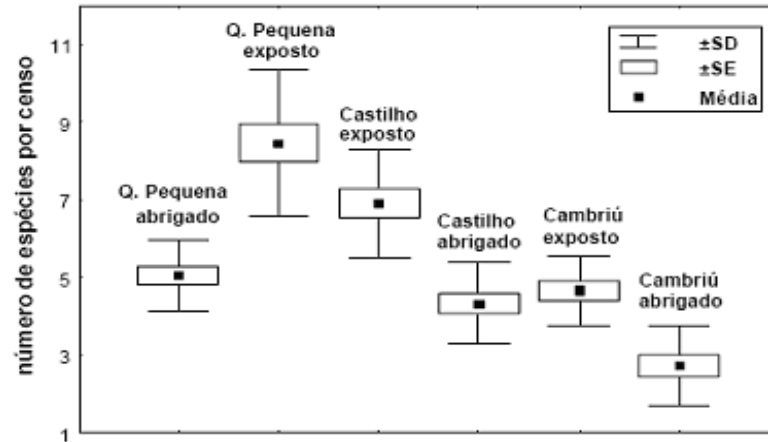 número de espécies por censo
11
9
7
5
3
1
Q. Pequena
abrigado
Q. Pequena
exposto
Castilho
exposto
Castilho
abrigado
Cambriú
exposto
Cambriú
abrigado
±SD
±SE
Média